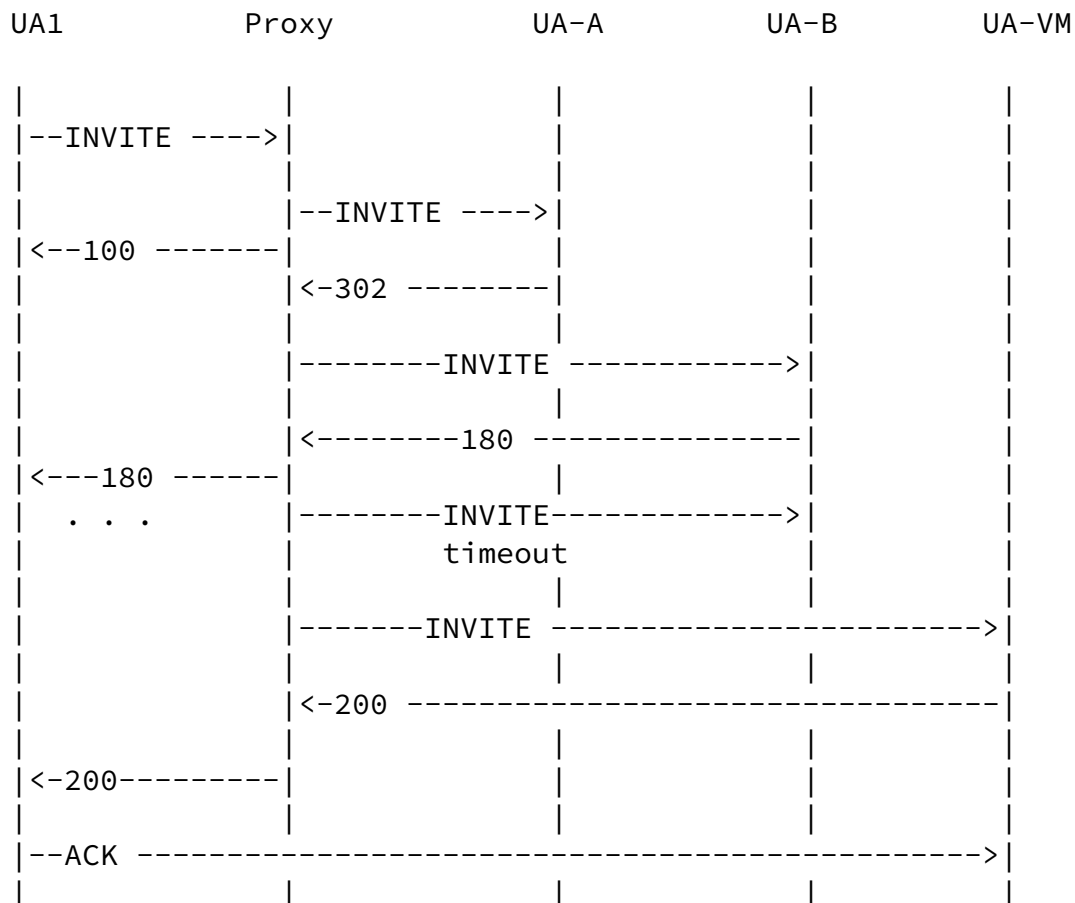 UA1 Proxy UA-A UA-B UA-VM
--INVITE ---->
--INVITE ---->
<--100 -------
<-302 --------
--------INVITE ------------>
<--------180 ---------------
<---180 ------
. . . --------INVITE------------->
timeout
-------INVITE ------------------------>
<-200 ---------------------------------
<-200---------
--ACK ----------------------------------------------->